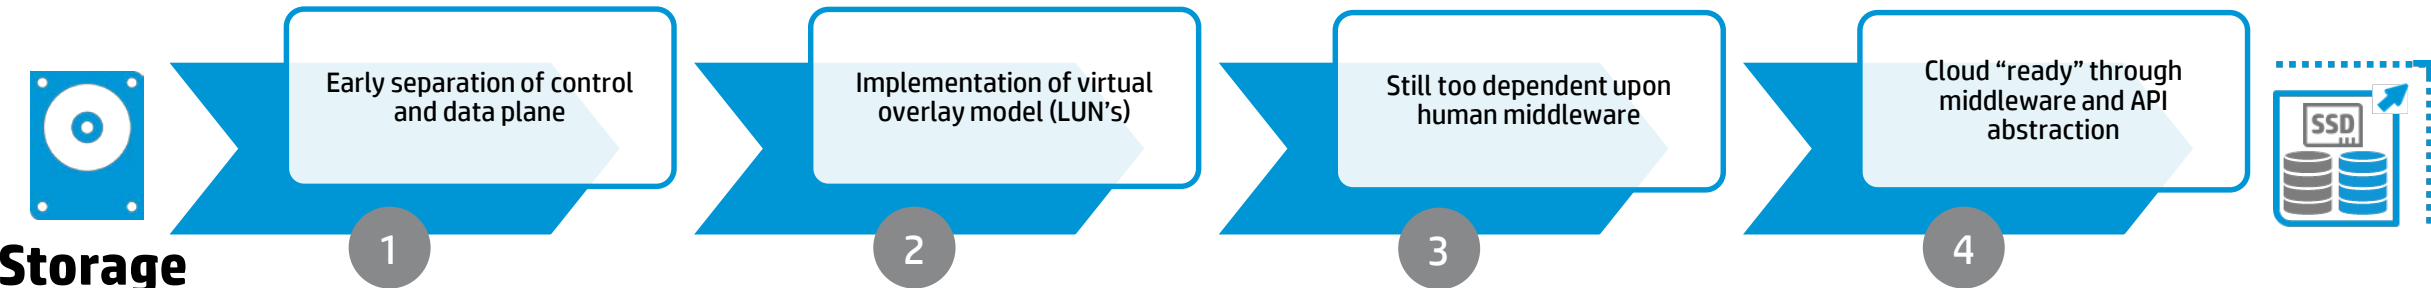 Early separation of control
and data plane
1
Implementation of virtual
overlay model (LUN's)
2
Still too dependent upon
human middleware
3
Cloud “ready” through
middleware and API
abstraction
4
SSD
Storage